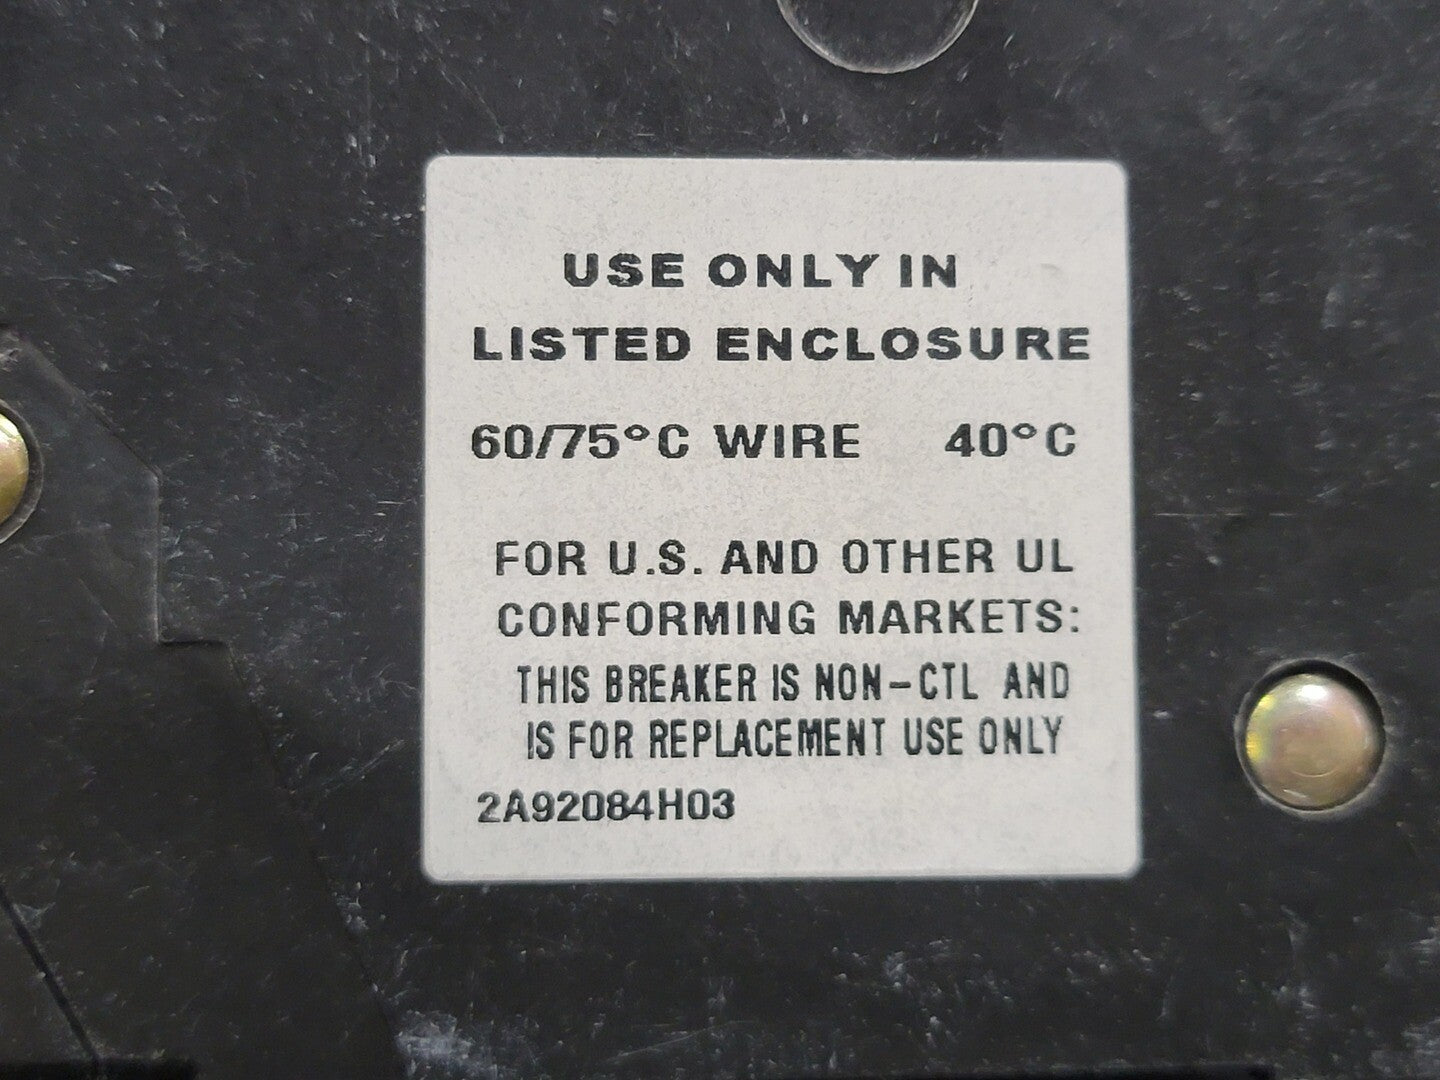 USE ONLY IN
LISTED ENCLOSURE
60/75°C WIRE 40°C
FOR U.S. AND OTHER UL
CONFORMING MARKETS:
THIS BREAKER IS NON-CTL AND
IS FOR REPLACEMENT USE ONLY
2A92084H03